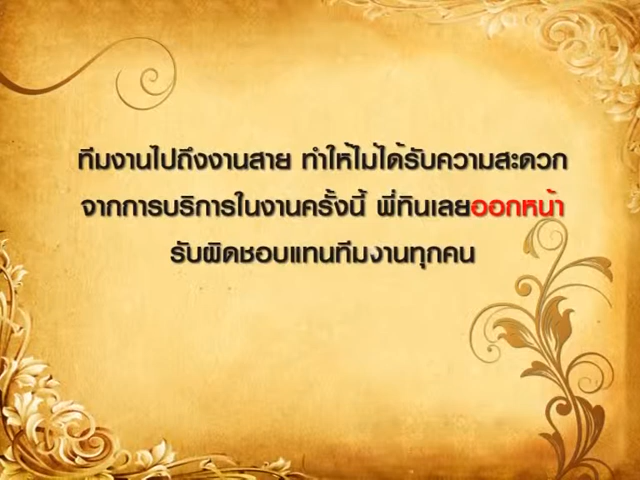 ทีมงานไปถึงงานสาย ทำให้ไม่ได้รับความสะดวก
จากการบริการในงานครั้งนี้ พี่ทินเลยออกหน้า
รับผิดชอบแทนทีมงานทุกคน